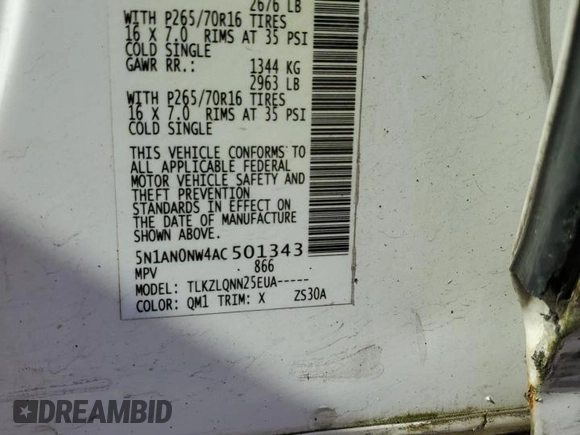 2676 LB
WITH P265/70R16 TIRES
16 X 7.0 RIMS AT 35 PSI
COLD SINGLE
GAWR RR.: 1344 KG
2963 LB
WITH P265/70R16 TIRES
16 X 7.0 RIMS AT 35 PSI
COLD SINGLE
THIS VEHICLE CONFORMS TO
ALL APPLICABLE FEDERAL
MOTOR VEHICLE SAFETY AND
THEFT PREVENTION
STANDARDS IN EFFECT ON
THE DATE OF MANUFACTURE
SHOWN ABOVE.
5N1AN0NW4AC501343
MPV 866
MODEL: TLKZLQNN25EUA-----
COLOR: QM1 TRIM: X ZS30A
DREAMBID